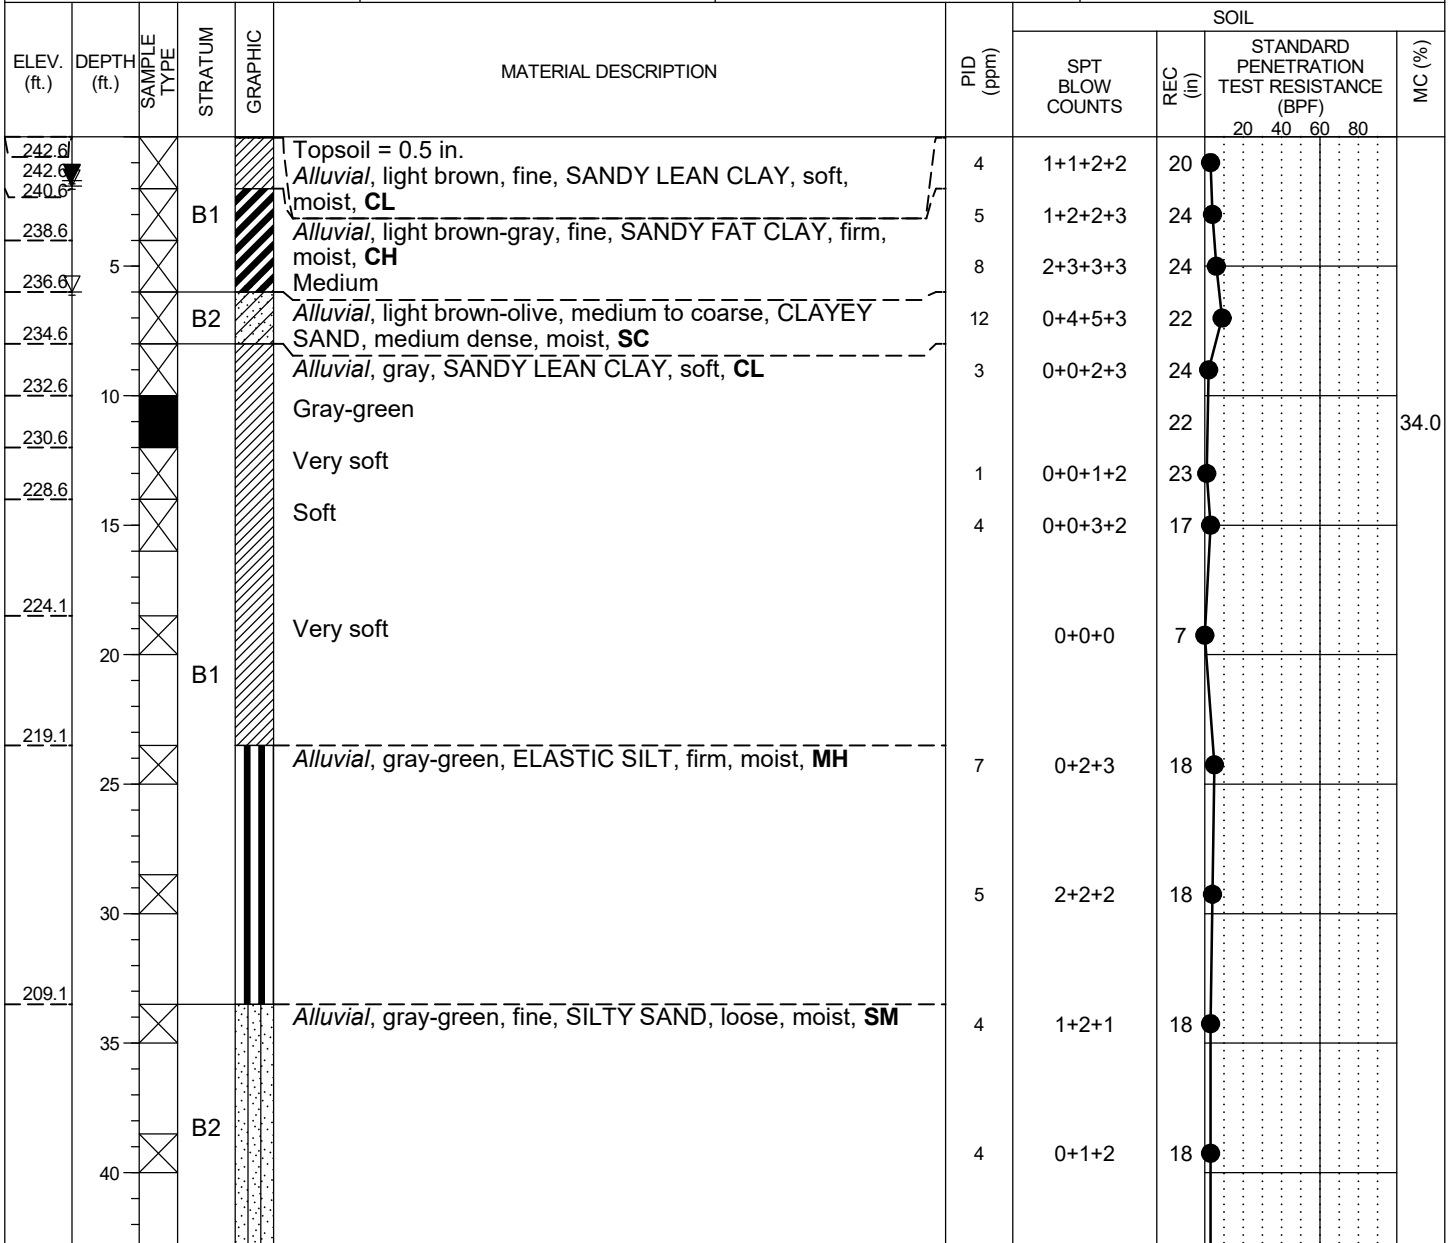 SOIL
ELEV. (ft.)
DEPTH (ft.)
SAMPLE TYPE
STRATUM
GRAPHIC
MATERIAL DESCRIPTION
PID (ppm)
SPT BLOW COUNTS
REC (in)
STANDARD PENETRATION TEST RESISTANCE (BPF)
20 40 60 80
MC (%)
242.6
Topsoil = 0.5 in.
242.6
Alluvial, light brown, fine, SANDY LEAN CLAY, soft,
4 1+1+2+2 20
240.6
moist, CL
B1
5 1+2+2+3 24
238.6
Alluvial, light brown-gray, fine, SANDY FAT CLAY, firm,
moist, CH
5
8 2+3+3+3 24
236.6
Medium
B2
Alluvial, light brown-olive, medium to coarse, CLAYEY
12 0+4+5+3 22
234.6
SAND, medium dense, moist, SC
Alluvial, gray, SANDY LEAN CLAY, soft, CL
3 0+0+2+3 24
232.6
10
Gray-green
22 34.0
230.6
Very soft
1 0+0+1+2 23
228.6
Soft
15
4 0+0+3+2 17
224.1
Very soft
0+0+0 7
20
B1
219.1
Alluvial, gray-green, ELASTIC SILT, firm, moist, MH
7 0+2+3 18
25
5 2+2+2 18
30
209.1
Alluvial, gray-green, fine, SILTY SAND, loose, moist, SM
4 1+2+1 18
35
B2
4 0+1+2 18
40